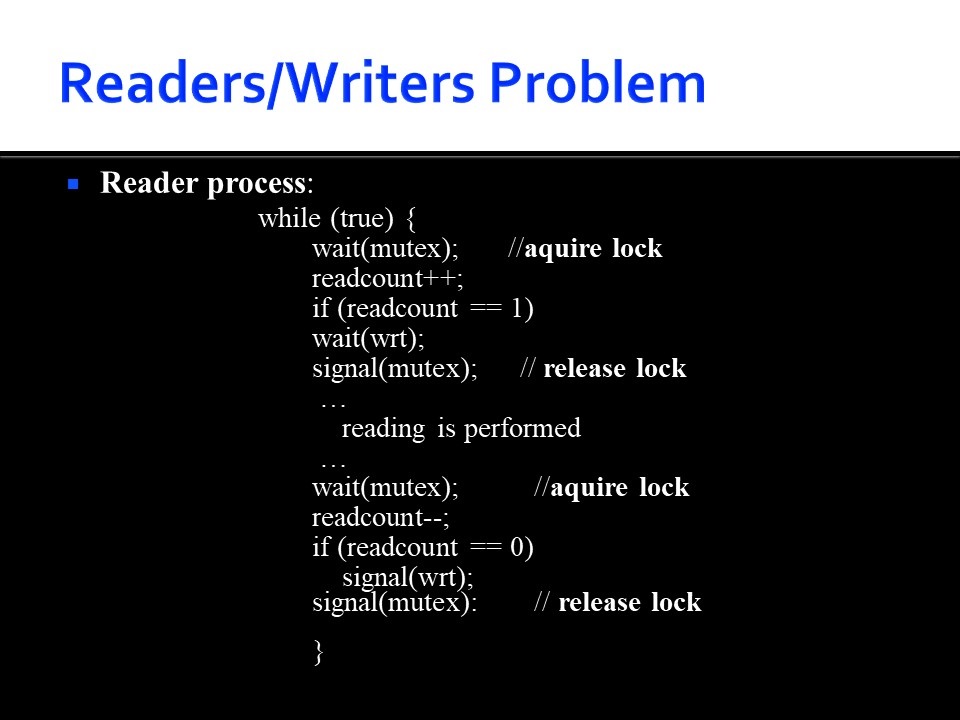 Readers/Writers Problem
Reader process:
while (true) {
wait(mutex); //aquire lock
readcount++;
if (readcount == 1)
wait(wrt);
signal(mutex); // release lock
…
reading is performed
…
wait(mutex); //aquire lock
readcount--;
if (readcount == 0)
signal(wrt);
signal(mutex): // release lock
}